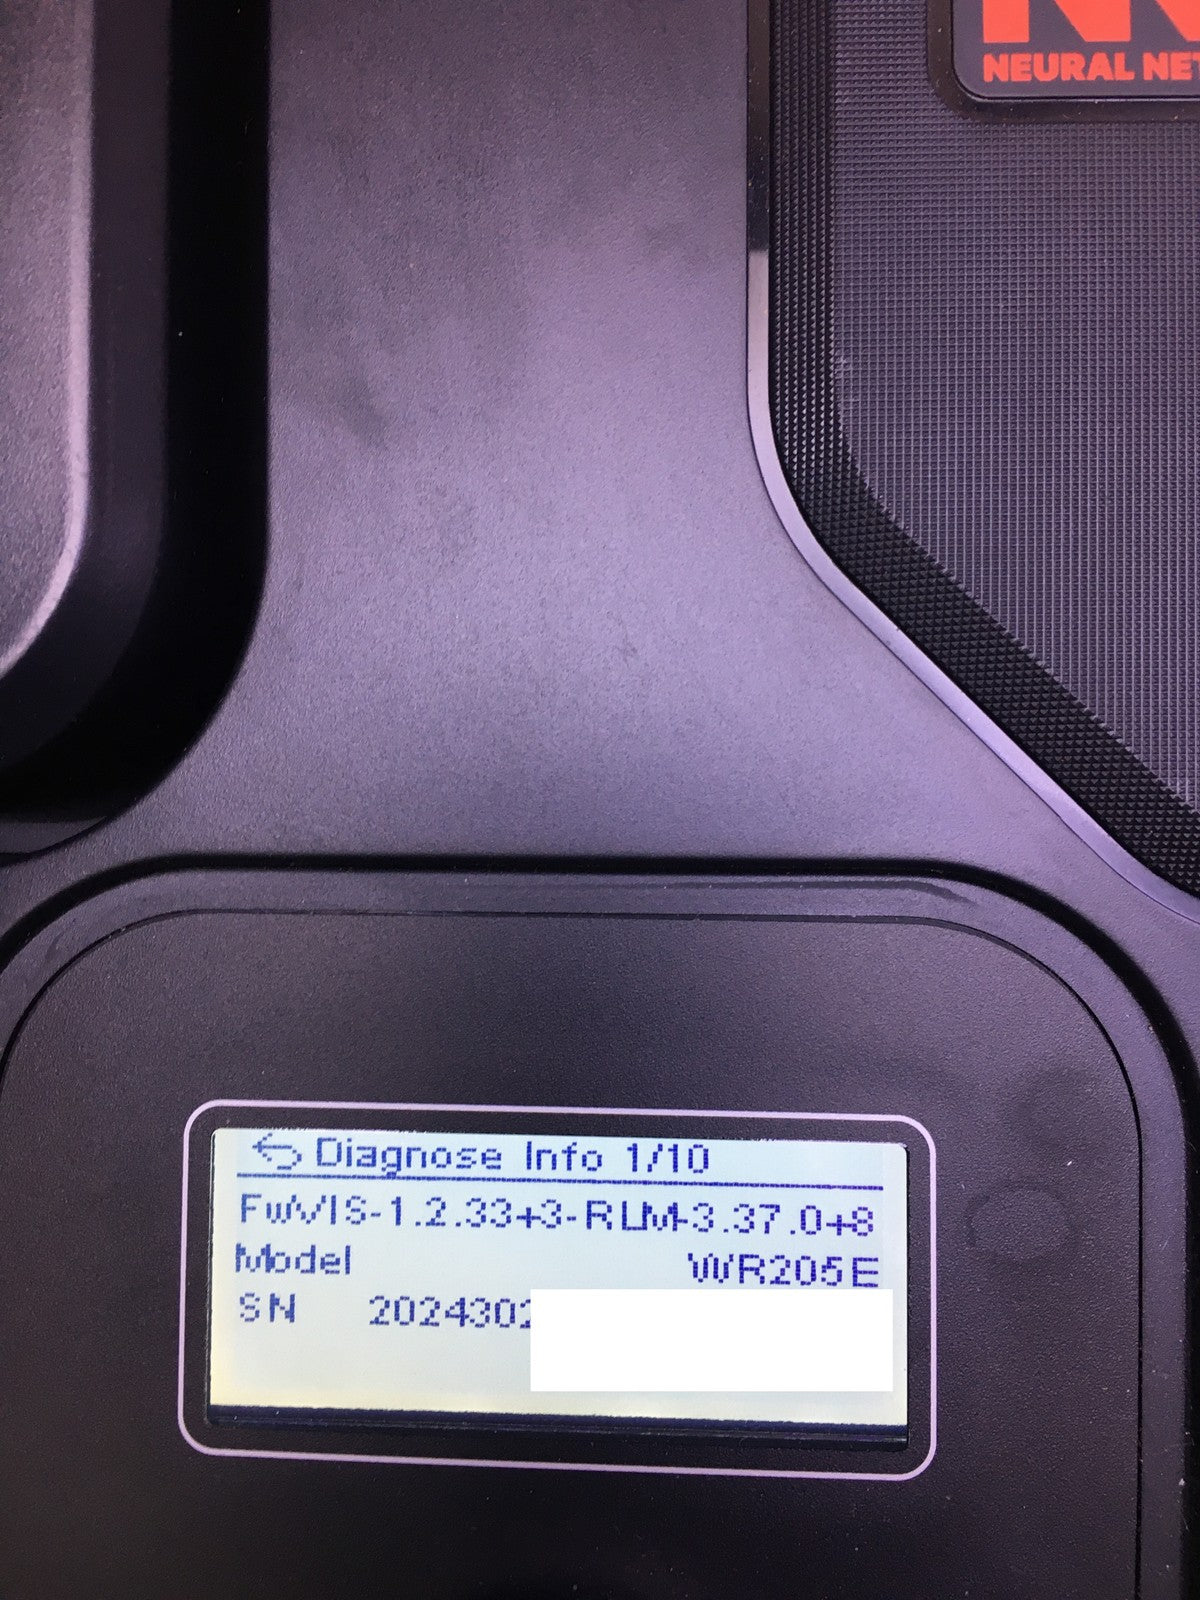 NEURAL NET
Diagnose Info 1/10
FwVIS-1.2.33+3-RLM-3.37.0+8
Model WR205E
SN 2024302